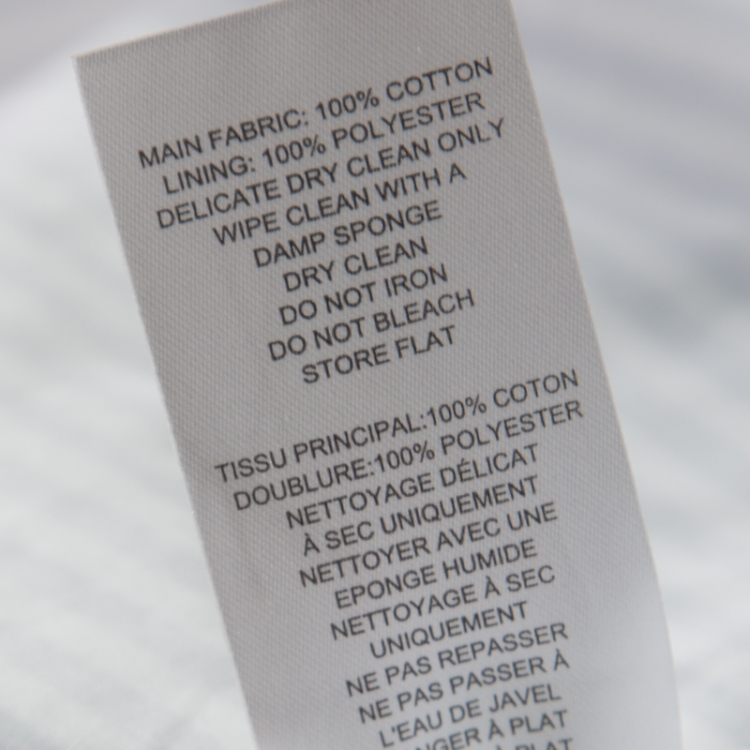 MAIN FABRIC: 100% COTTON
LINING: 100% POLYESTER
DELICATE DRY CLEAN ONLY
WIPE CLEAN WITH A
DAMP SPONGE
DRY CLEAN
DO NOT IRON
DO NOT BLEACH
STORE FLAT
TISSU PRINCIPAL:100% COTON
DOUBLURE:100% POLYESTER
NETTOYAGE DÉLICAT
À SEC UNIQUEMENT
NETTOYER AVEC UNE
EPONGE HUMIDE
NETTOYAGE À SEC
UNIQUEMENT
NE PAS REPASSER
NE PAS PASSER À
L'EAU DE JAVEL
À PLAT